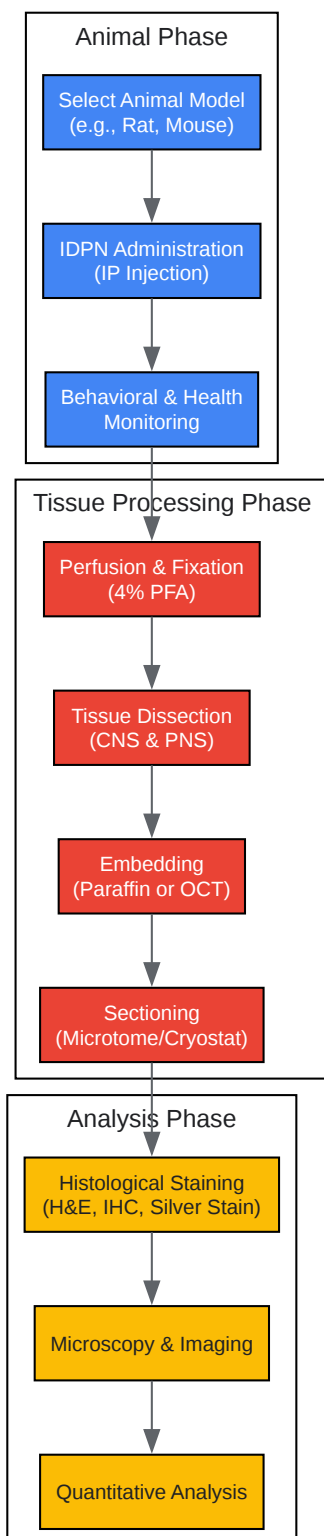 Animal Phase
Select Animal Model
(e.g., Rat, Mouse)
IDPN Administration
(IP Injection)
Behavioral & Health
Monitoring
Tissue Processing Phase
Perfusion & Fixation
(4% PFA)
Tissue Dissection
(CNS & PNS)
Embedding
(Paraffin or OCT)
Sectioning
(Microtome/Cryostat)
Analysis Phase
Histological Staining
(H&E, IHC, Silver Stain)
Microscopy & Imaging
Quantitative Analysis